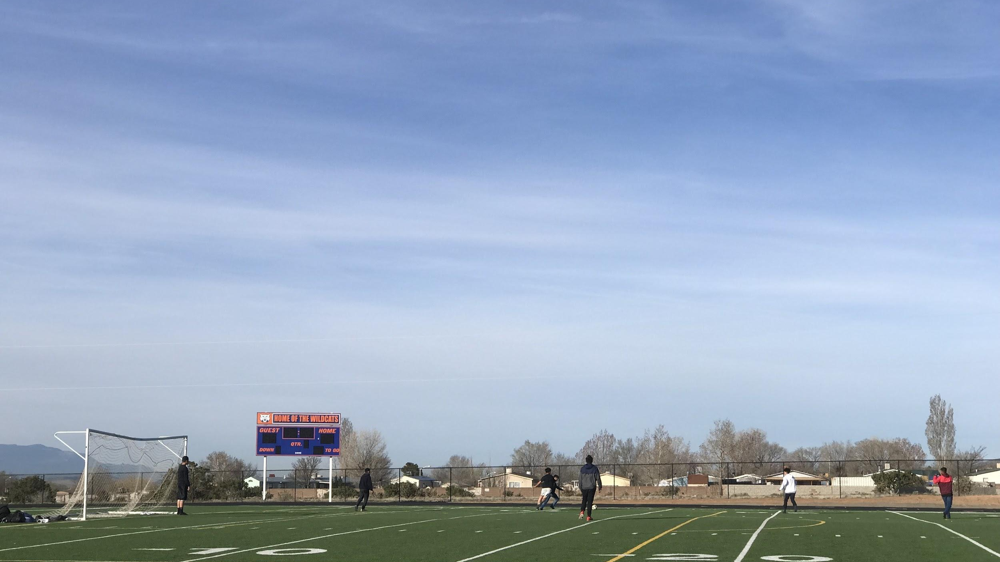 HOME OF THE WILDCATS
GUEST HOME
QTR.
DOWN TO GO
10
20